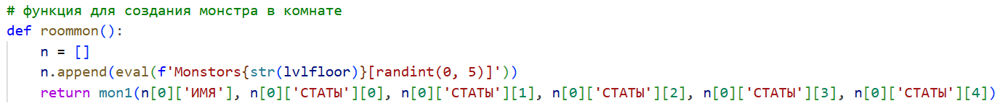 # функция для создания монстра в комнате
def roommon():
    n = []
    n.append(eval(f'Monstors{str(lvlfloor)}[randint(0, 5)]'))
    return mon1(n[0]['ИМЯ'], n[0]['СТАТЫ'][0], n[0]['СТАТЫ'][1], n[0]['СТАТЫ'][2], n[0]['СТАТЫ'][3], n[0]['СТАТЫ'][4])